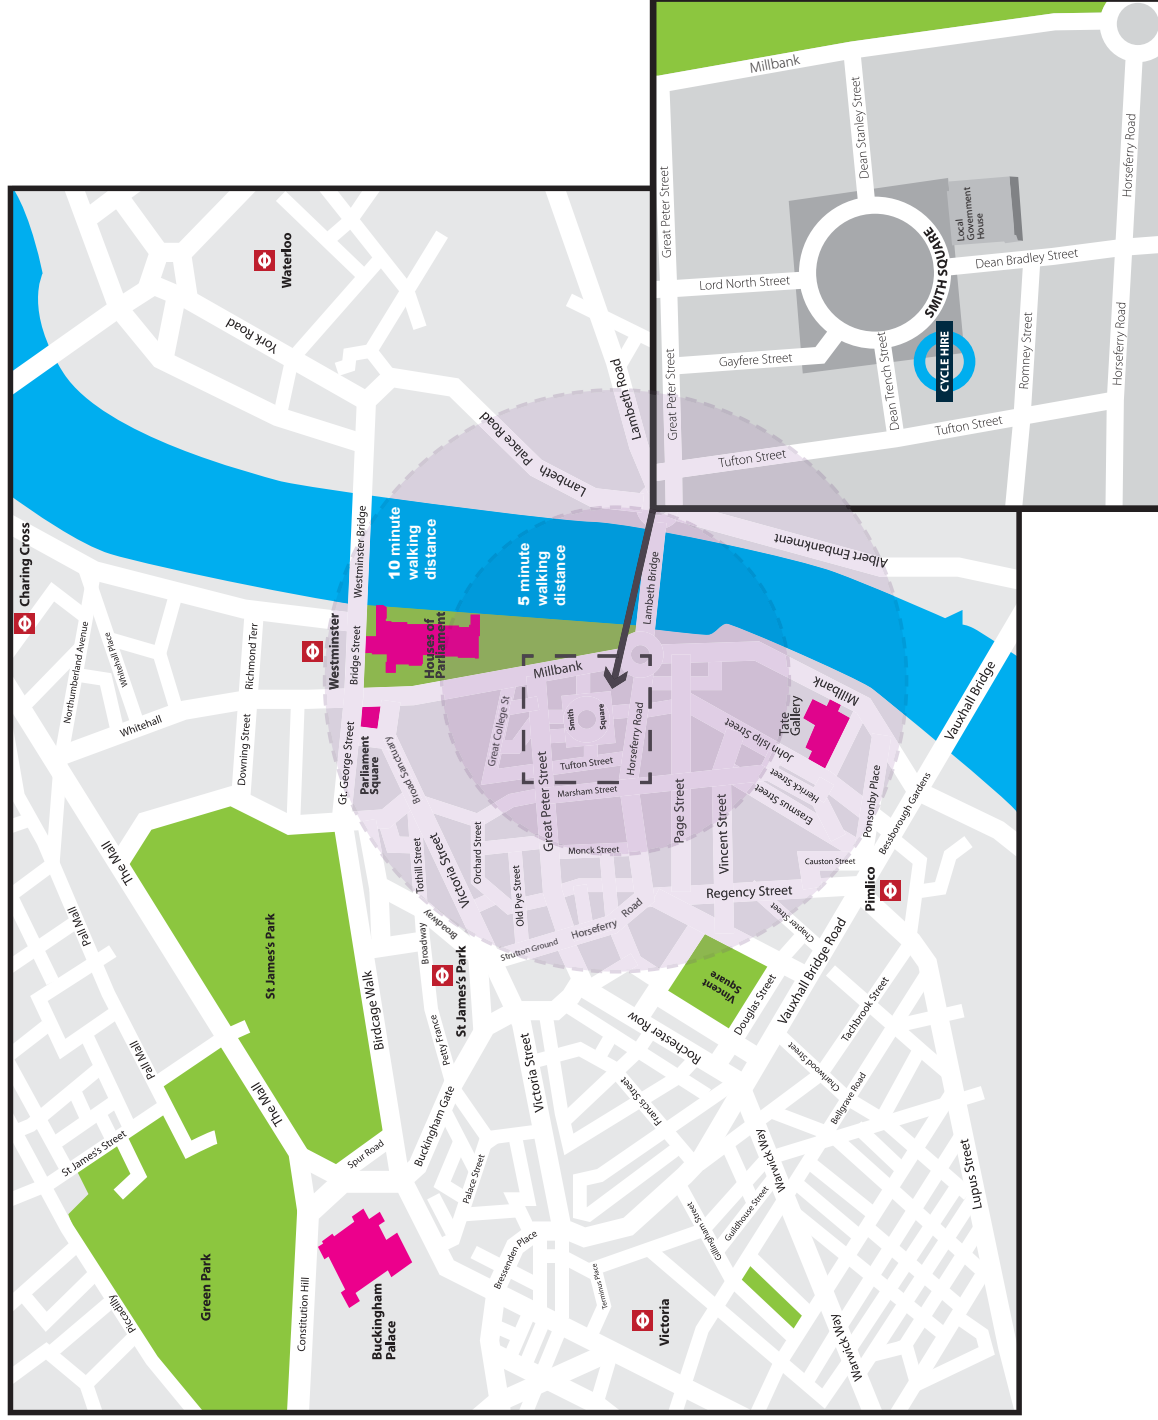 Millbank
Dean Stanley Street
Great Peter Street
Horseferry Road
Local
Government
House
SMITH SQUARE
Dean Bradley Street
Lord North Street
Gayfere Street
Great Peter Street
Dean Trench Street
CYCLE HIRE
Romney Street
Horseferry Road
Tufton Street
Tufton Street
Waterloo
York Road
Lambeth Road
Lambeth
Palace Road
Albert Embankment
Charing Cross
Westminster Bridge
10 minute
walking
distance
5 minute
walking
distance
Lambeth Bridge
Northumberland Avenue
Whitehall Place
Richmond Terr
Westminster
Bridge Street
Houses of
Parliament
Millbank
Whitehall
Downing Street
Gt. George Street
Parliament
Square
Broad Sanctuary
Great College St
Smith
Square
Horseferry Road
Tufton Street
Great Peter Street
Marsham Street
Monck Street
Page Street
Vincent Street
John Islip Street
Tate
Gallery
Millbank
Herrick Street
Erasmus Street
Ponsonby Place
Causton Street
Vauxhall Bridge
Bessborough Gardens
Pimlico
Regency Street
The Mall
Pall Mall
St James's Park
Tothill Street
Victoria Street
Orchard Street
Old Pye Street
Broadway
Broadway
Strutton Ground
Horseferry
Road
Chapter Street
Vauxhall Bridge Road
Vincent
Square
Douglas Street
Tachbrook Street
Charlwood Street
Bellgrave Road
St James's Park
Birdcage Walk
Petty France
Victoria Street
Rochester Row
Francis Street
Pall Mall
The Mall
St James's Street
Spur Road
Buckingham Gate
Palace Street
Warwick Way
Guildhouse Street
Gillingham Street
Lupus Street
Green Park
Piccadilly
Constitution Hill
Buckingham
Palace
Bressenden Place
Terminus Place
Victoria
Warwick Way